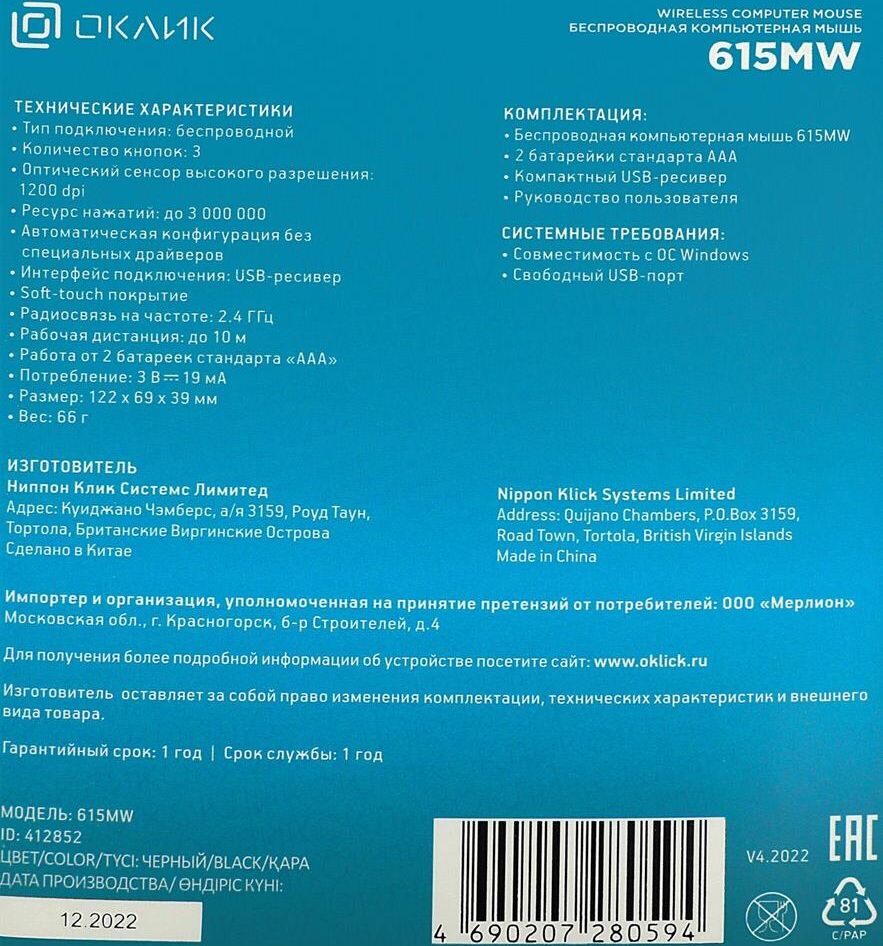 ОКЛИК
WIRELESS COMPUTER MOUSE
БЕСПРОВОДНАЯ КОМПЬЮТЕРНАЯ МЫШЬ
615MW
ТЕХНИЧЕСКИЕ ХАРАКТЕРИСТИКИ
• Тип подключения: беспроводной
• Количество кнопок: 3
• Оптический сенсор высокого разрешения:
1200 dpi
• Ресурс нажатий: до 3 000 000
• Автоматическая конфигурация без
специальных драйверов
• Интерфейс подключения: USB-ресивер
• Soft-touch покрытие
• Радиосвязь на частоте: 2.4 ГГц
• Рабочая дистанция: до 10 м
• Работа от 2 батареек стандарта «ААА»
• Потребление: 3 В⎓19 мА
• Размер: 122 x 69 x 39 мм
• Вес: 66 г
КОМПЛЕКТАЦИЯ:
• Беспроводная компьютерная мышь 615MW
• 2 батарейки стандарта ААА
• Компактный USB-ресивер
• Руководство пользователя
СИСТЕМНЫЕ ТРЕБОВАНИЯ:
• Совместимость с ОС Windows
• Свободный USB-порт
ИЗГОТОВИТЕЛЬ
Ниппон Клик Системс Лимитед
Адрес: Куиджано Чэмберс, а/я 3159, Роуд Таун,
Тортола, Британские Виргинские Острова
Сделано в Китае
Nippon Klick Systems Limited
Address: Quijano Chambers, P.O.Box 3159,
Road Town, Tortola, British Virgin Islands
Made in China
Импортер и организация, уполномоченная на принятие претензий от потребителей: ООО «Мерлион»
Московская обл., г. Красногорск, б-р Строителей, д.4
Для получения более подробной информации об устройстве посетите сайт: www.oklick.ru
Изготовитель оставляет за собой право изменения комплектации, технических характеристик и внешнего
вида товара.
Гарантийный срок: 1 год | Срок службы: 1 год
МОДЕЛЬ: 615MW
ID: 412852
ЦВЕТ/COLOR/ТҮСІ: ЧЕРНЫЙ/BLACK/ҚАРА
ДАТА ПРОИЗВОДСТВА/ ӨНДІРІС КҮНІ:
12.2022
4 690207 280594
V4.2022
EAC
81
C/PAP